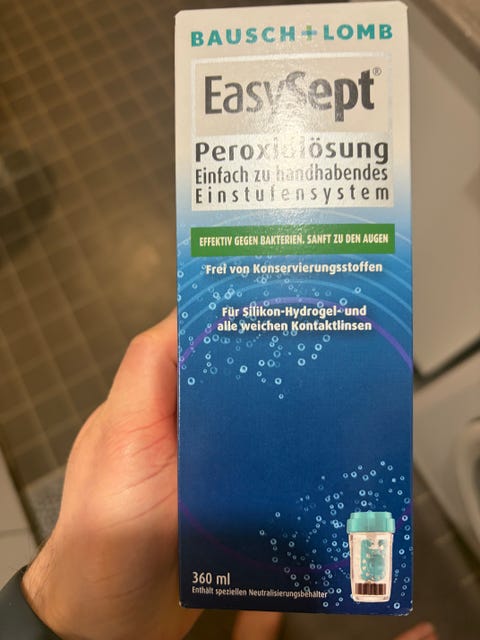 BAUSCH + LOMB
EasySept®
Peroxidlösung
Einfach zu handhabendes
Einstufensystem
EFFEKTIV GEGEN BAKTERIEN. SANFT ZU DEN AUGEN
Frei von Konservierungsstoffen
Für Silikon-Hydrogel- und
alle weichen Kontaktlinsen
360 ml
Enthält speziellen Neutralisierungsbehälter